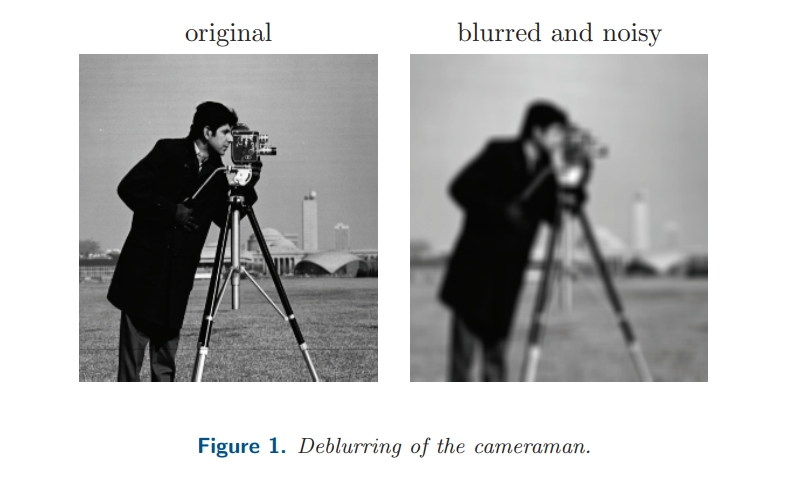 original
blurred and noisy
Figure 1. Deblurring of the cameraman.